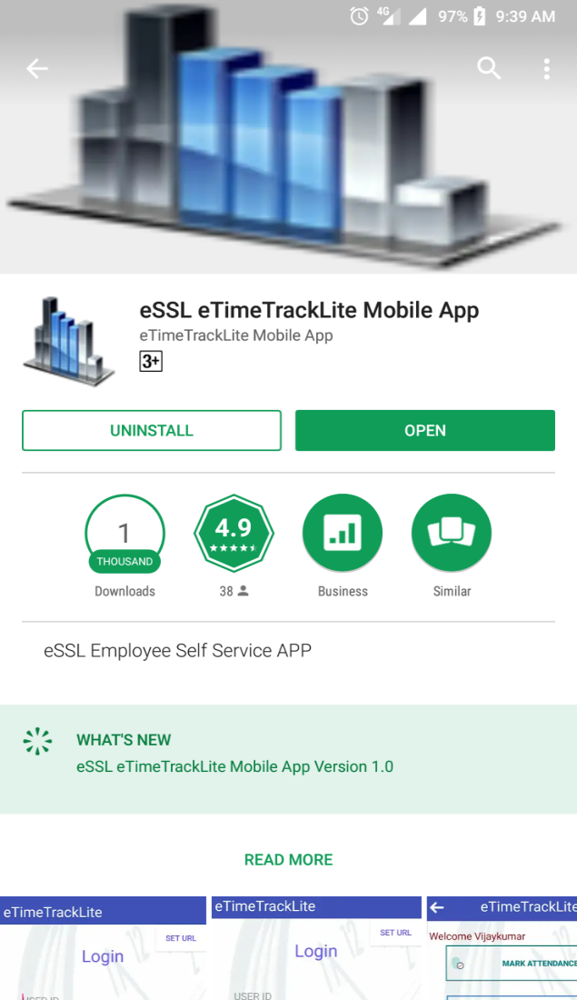 4G 97% 9:39 AM
eSSL eTimeTrackLite Mobile App
eTimeTrackLite Mobile App
3+
UNINSTALL OPEN
1 4.9
THOUSAND
Downloads 38 Business Similar
eSSL Employee Self Service APP
WHAT'S NEW
eSSL eTimeTrackLite Mobile App Version 1.0
READ MORE
eTimeTrackLite eTimeTrackLite eTimeTrackLite
SET URL SET URL Welcome Vijaykumar
Login Login MARK ATTENDANCE
USER ID USER ID